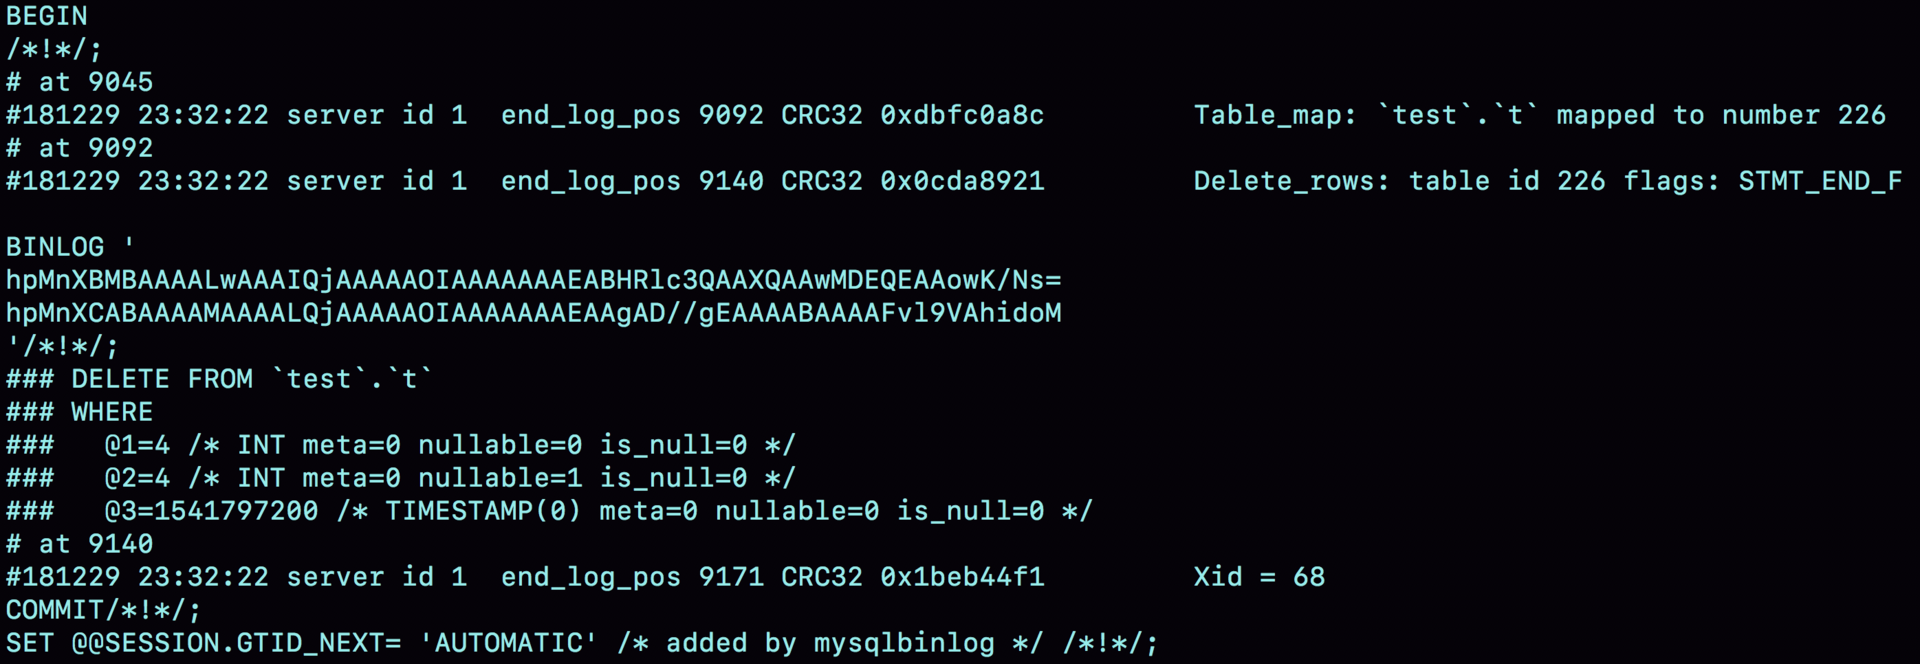 BEGIN
/*!*/;
# at 9045
#181229 23:32:22 server id 1  end_log_pos 9092 CRC32 0xdbfc0a8c         Table_map: `test`.`t` mapped to number 226
# at 9092
#181229 23:32:22 server id 1  end_log_pos 9140 CRC32 0x0cda8921         Delete_rows: table id 226 flags: STMT_END_F

BINLOG '
hpMnXBMBAAAALwAAAIQjAAAAAOIAAAAAAAEABHRlc3QAAXQAAwMDEQEAAowK/Ns=
hpMnXCABAAAAMAAAALQjAAAAAOIAAAAAAAEAAgAD//gEAAAABAAAAFvl9VAhidoM
'/*!*/;
### DELETE FROM `test`.`t`
### WHERE
###   @1=4 /* INT meta=0 nullable=0 is_null=0 */
###   @2=4 /* INT meta=0 nullable=1 is_null=0 */
###   @3=1541797200 /* TIMESTAMP(0) meta=0 nullable=0 is_null=0 */
# at 9140
#181229 23:32:22 server id 1  end_log_pos 9171 CRC32 0x1beb44f1         Xid = 68
COMMIT/*!*/;
SET @@SESSION.GTID_NEXT= 'AUTOMATIC' /* added by mysqlbinlog */ /*!*/;